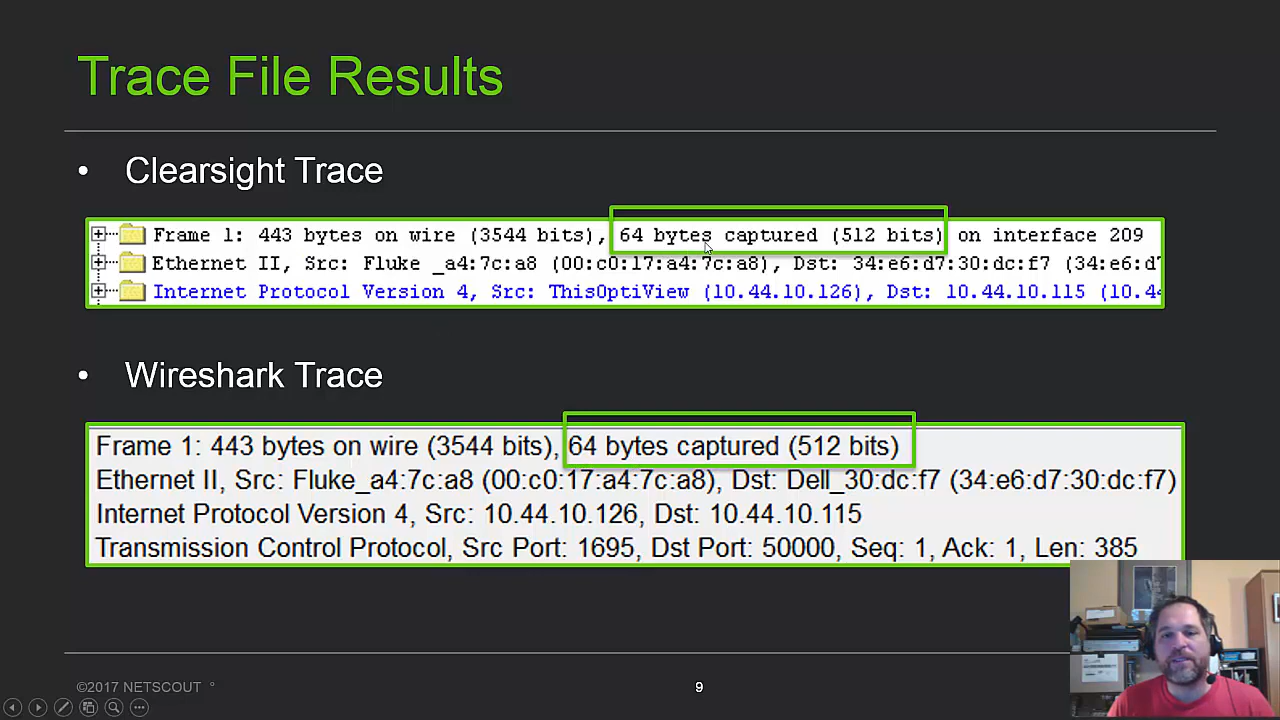 Trace File Results
• Clearsight Trace
Frame 1: 443 bytes on wire (3544 bits), 64 bytes captured (512 bits) on interface 209
Ethernet II, Src: Fluke _a4:7c:a8 (00:c0:17:a4:7c:a8), Dst: 34:e6:d7:30:dc:f7 (34:e6:d7
Internet Protocol Version 4, Src: ThisOptiView (10.44.10.126), Dst: 10.44.10.115 (10.44
• Wireshark Trace
Frame 1: 443 bytes on wire (3544 bits), 64 bytes captured (512 bits)
Ethernet II, Src: Fluke_a4:7c:a8 (00:c0:17:a4:7c:a8), Dst: Dell_30:dc:f7 (34:e6:d7:30:dc:f7)
Internet Protocol Version 4, Src: 10.44.10.126, Dst: 10.44.10.115
Transmission Control Protocol, Src Port: 1695, Dst Port: 50000, Seq: 1, Ack: 1, Len: 385
©2017 NETSCOUT °
9